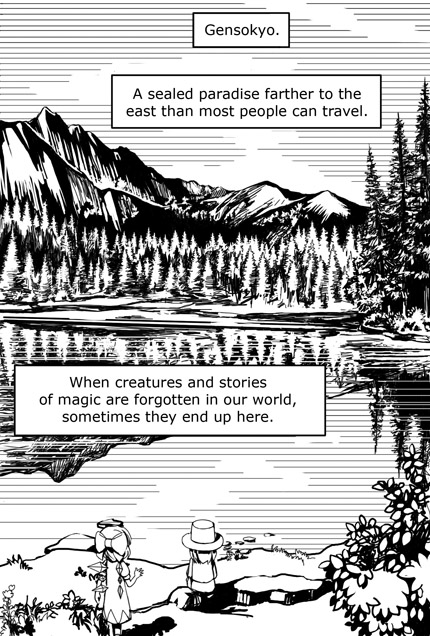 Gensokyo.
A sealed paradise farther to the
east than most people can travel.
When creatures and stories
of magic are forgotten in our world,
sometimes they end up here.